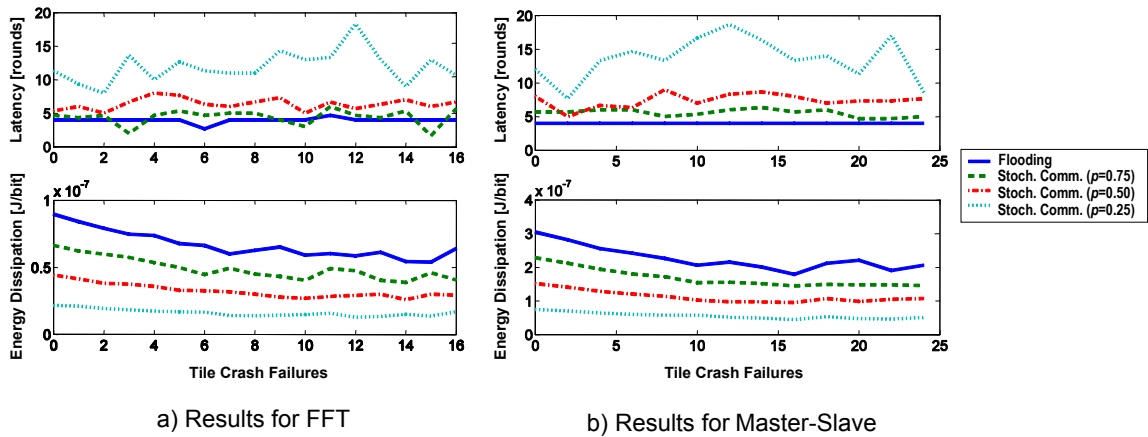 Latency [rounds]
20
15
10
5
0
0 2 4 6 8 10 12 14 16
Energy Dissipation [J/bit]
x 10
-7
1
0.5
0
0 2 4 6 8 10 12 14 16
Tile Crash Failures
a) Results for FFT
Latency [rounds]
20
15
10
5
0
0 5 10 15 20 25
Energy Dissipation [J/bit]
x 10
-7
4
3
2
1
0
0 5 10 15 20 25
Tile Crash Failures
b) Results for Master-Slave
Flooding
Stoch. Comm. (p=0.75)
Stoch. Comm. (p=0.50)
Stoch. Comm. (p=0.25)